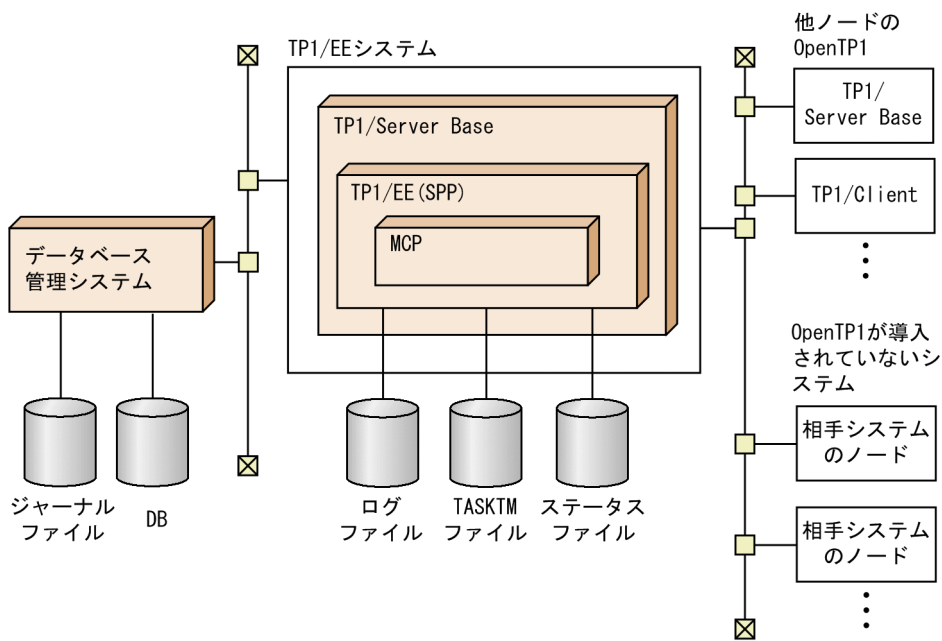 TP1/EEシステム
TP1/Server Base
TP1/EE(SPP)
MCP
データベース
管理システム
ジャーナル
ファイル
DB
ログ
ファイル
TASKTM
ファイル
ステータス
ファイル
他ノードの
OpenTP1
TP1/
Server Base
TP1/Client
OpenTP1が導入
されていないシ
ステム
相手システム
のノード
相手システム
のノード